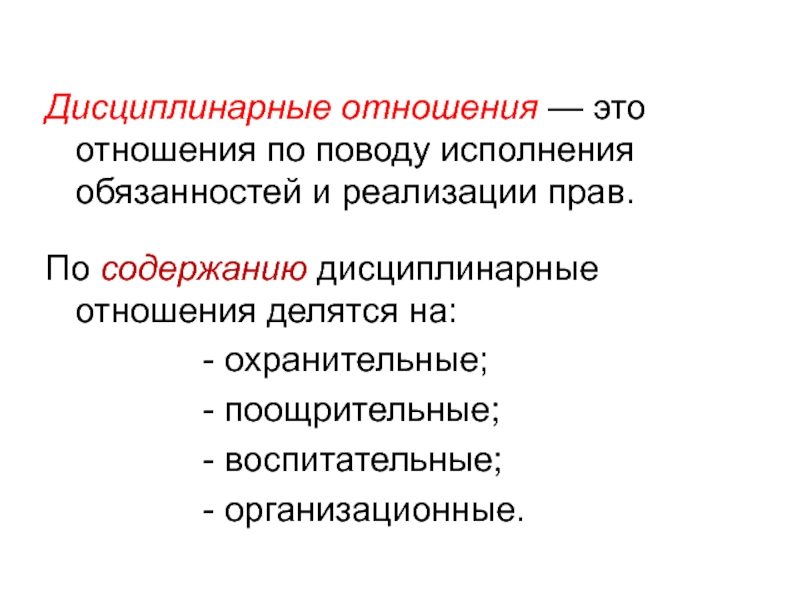 Дисциплинарные отношения — это
отношения по поводу исполнения
обязанностей и реализации прав.
По содержанию дисциплинарные
отношения делятся на:
- охранительные;
- поощрительные;
- воспитательные;
- организационные.